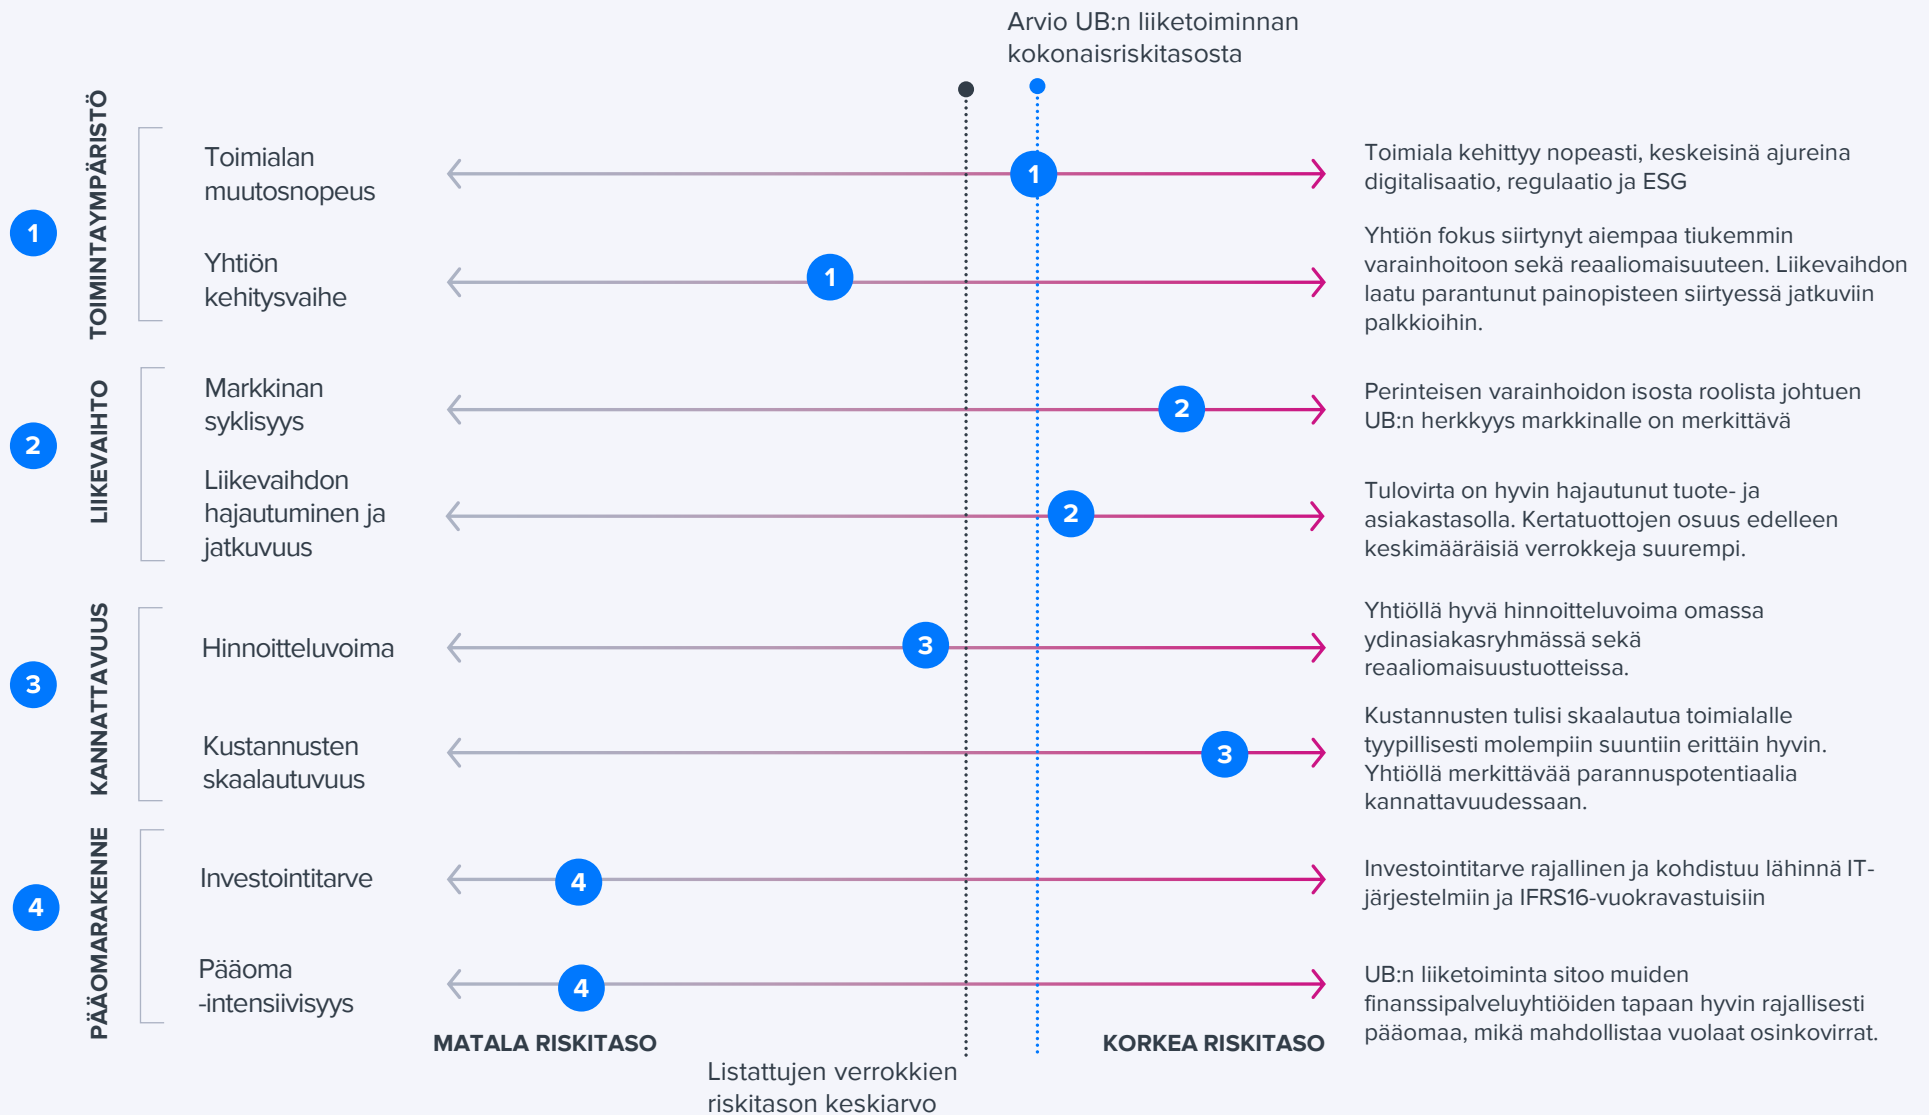 Arvio UB:n liiketoiminnan
kokonaisriskitasosta
1
TOIMINTAYMPÄRISTÖ
Toimialan
muutosnopeus
1
Toimiala kehittyy nopeasti, keskeisinä ajureina
digitalisaatio, regulaatio ja ESG
Yhtiön
kehitysvaihe
1
Yhtiön fokus siirtynyt aiempaa tiukemmin
varainhoitoon sekä reaaliomaisuuteen. Liikevaihdon
laatu parantunut painopisteen siirtyessä jatkuviin
palkkioihin.
2
LIIKEVAIHTO
Markkinan
syklisyys
2
Perinteisen varainhoidon isosta roolista johtuen
UB:n herkkyys markkinalle on merkittävä
Liikevaihdon
hajautuminen ja
jatkuvuus
2
Tulovirta on hyvin hajautunut tuote- ja
asiakastasolla. Kertatuottojen osuus edelleen
keskimääräisiä verrokkeja suurempi.
3
KANNATTAVUUS
Hinnoitteluvoima
3
Yhtiöllä hyvä hinnoitteluvoima omassa
ydinasiakasryhmässä sekä
reaaliomaisuustuotteissa.
Kustannusten
skaalautuvuus
3
Kustannusten tulisi skaalautua toimialalle
tyypillisesti molempiin suuntiin erittäin hyvin.
Yhtiöllä merkittävää parannuspotentiaalia
kannattavuudessaan.
4
PÄÄOMARAKENNE
Investointitarve
4
Investointitarve rajallinen ja kohdistuu lähinnä IT-
järjestelmiin ja IFRS16-vuokravastuisiin
Pääoma
-intensiivisyys
4
UB:n liiketoiminta sitoo muiden
finanssipalveluyhtiöiden tapaan hyvin rajallisesti
pääomaa, mikä mahdollistaa vuolaat osinkovirrat.
MATALA RISKITASO
KORKEA RISKITASO
Listattujen verrokkien
riskitason keskiarvo